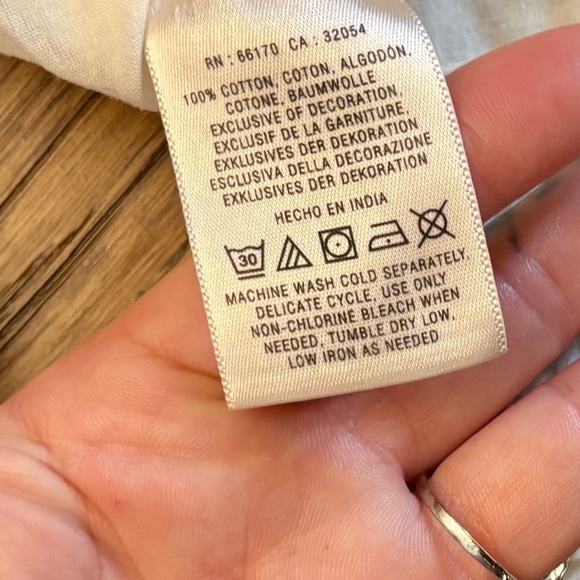 RN : 66170 CA : 32054
100% COTTON, COTON, ALGODÓN,
COTONE, BAUMWOLLE
EXCLUSIVE OF DECORATION,
EXCLUSIF DE LA GARNITURE,
EXKLUSIVES DER DEKORATION
ESCLUSIVA DELLA DECORAZIONE
EXKLUSIVES DER DEKORATION
HECHO EN INDIA
30
MACHINE WASH COLD SEPARATELY,
DELICATE CYCLE, USE ONLY
NON-CHLORINE BLEACH WHEN
NEEDED, TUMBLE DRY LOW,
LOW IRON AS NEEDED